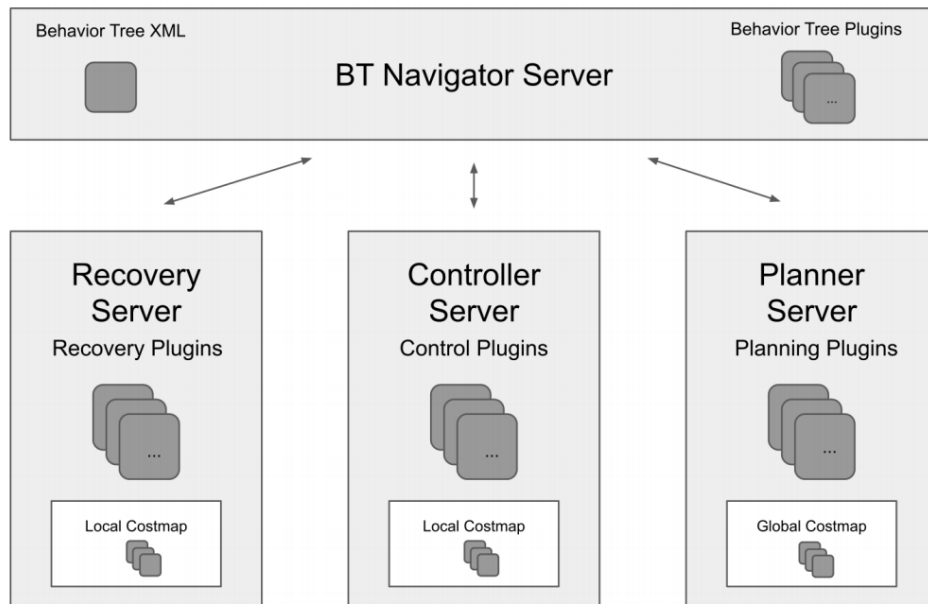 Behavior Tree XML
BT Navigator Server
Behavior Tree Plugins
...
Recovery
Server
Recovery Plugins
...
Local Costmap
Controller
Server
Control Plugins
...
Local Costmap
Planner
Server
Planning Plugins
...
Global Costmap